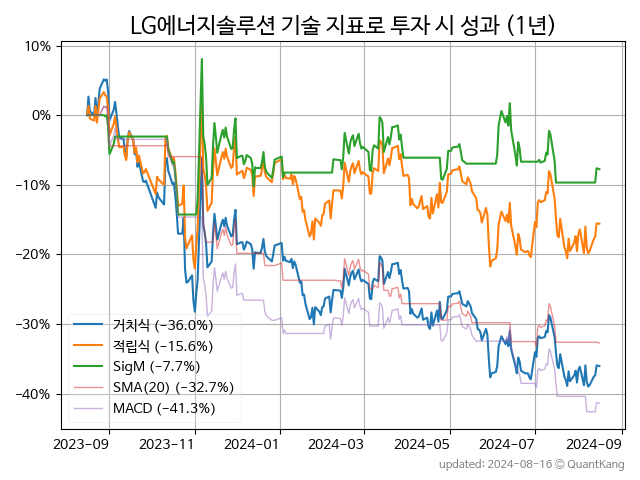 LG에너지솔루션 기술 지표로 투자 시 성과 (1년)
10%
0%
−10%
−20%
−30%
−40%
거치식 (−36.0%)
적립식 (−15.6%)
SigM (−7.7%)
SMA(20) (−32.7%)
MACD (−41.3%)
2023−09 2023−11 2024−01 2024−03 2024−05 2024−07 2024−09
updated: 2024−08−16 © QuantKang